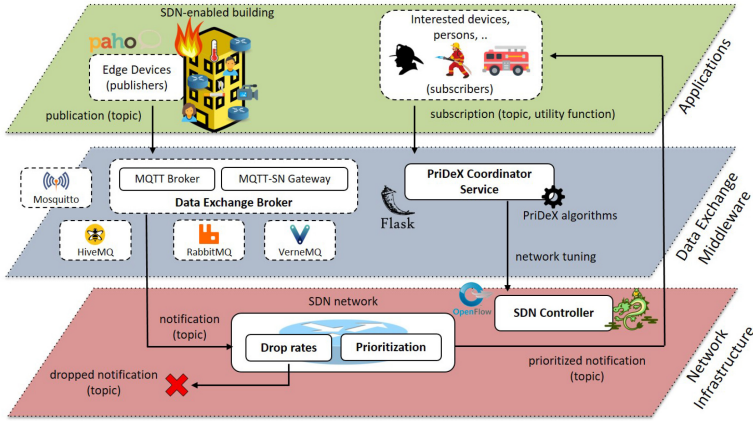 SDN-enabled building
paho
Edge Devices
(publishers)
Interested devices,
persons, ..
(subscribers)
Applications
publication (topic)
subscription (topic, utility function)
Mosquitto
MQTT Broker
MQTT-SN Gateway
Data Exchange Broker
PriDeX Coordinator
Service
Flask
PriDeX algorithms
HiveMQ
RabbitMQ
VerneMQ
network tuning
Data Exchange
Middleware
SDN network
OpenFlow
SDN Controller
notification
(topic)
Drop rates
Prioritization
prioritized notification
(topic)
dropped notification
(topic)
Network
Infrastructure